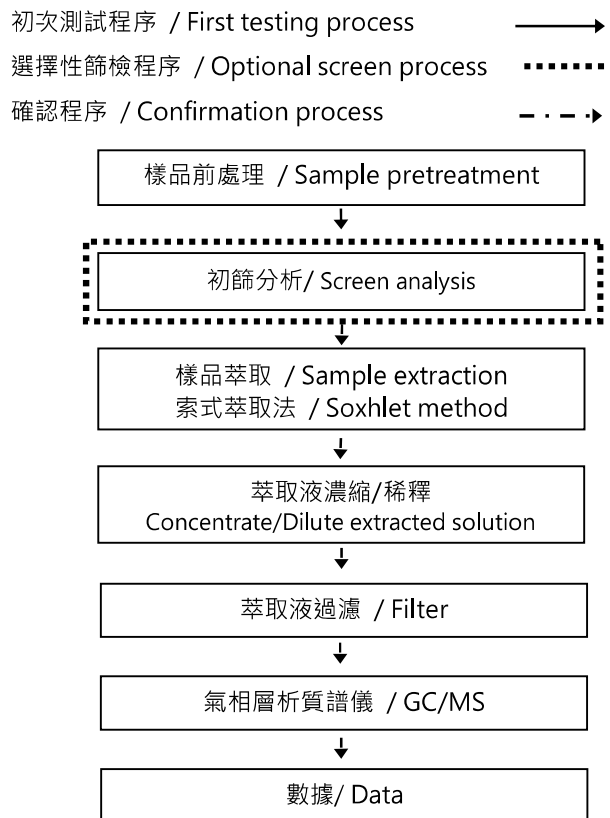 初次測試程序 / First testing process
選擇性篩檢程序 / Optional screen process
確認程序 / Confirmation process
樣品前處理 / Sample pretreatment
初篩分析/ Screen analysis
樣品萃取 / Sample extraction
索式萃取法 / Soxhlet method
萃取液濃縮/稀釋
Concentrate/Dilute extracted solution
萃取液過濾 / Filter
氣相層析質譜儀 / GC/MS
數據/ Data